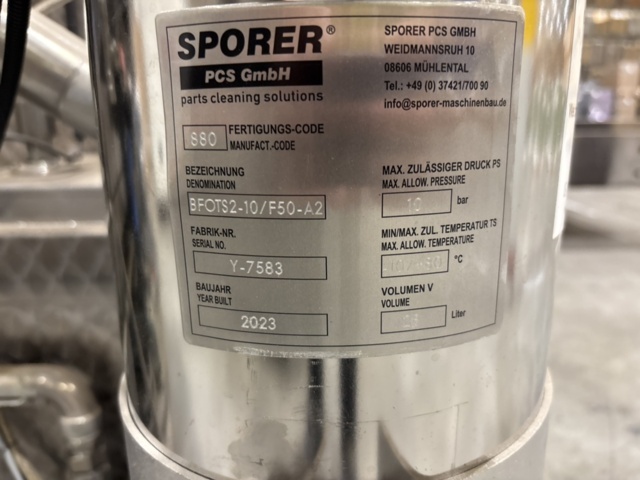 SPORER®
PCS GmbH
parts cleaning solutions
SPORER PCS GMBH
WEIDMANNSRUH 10
08606 MÜHLENTAL
Tel.: +49 (0) 37421/700 90
info@sporer-maschinenbau.de
880 FERTIGUNGS-CODE
MANUFACT.-CODE
BEZEICHNUNG
DENOMINATION
BFOTS2-10/F50-A2
FABRIK-NR.
SERIAL NO.
Y-7583
BAUJAHR
YEAR BUILT
2023
MAX. ZULÄSSIGER DRUCK PS
MAX. ALLOW. PRESSURE
10 bar
MIN/MAX. ZUL. TEMPERATUR TS
MAX. ALLOW. TEMPERATURE
°C
VOLUMEN V
VOLUME
Liter